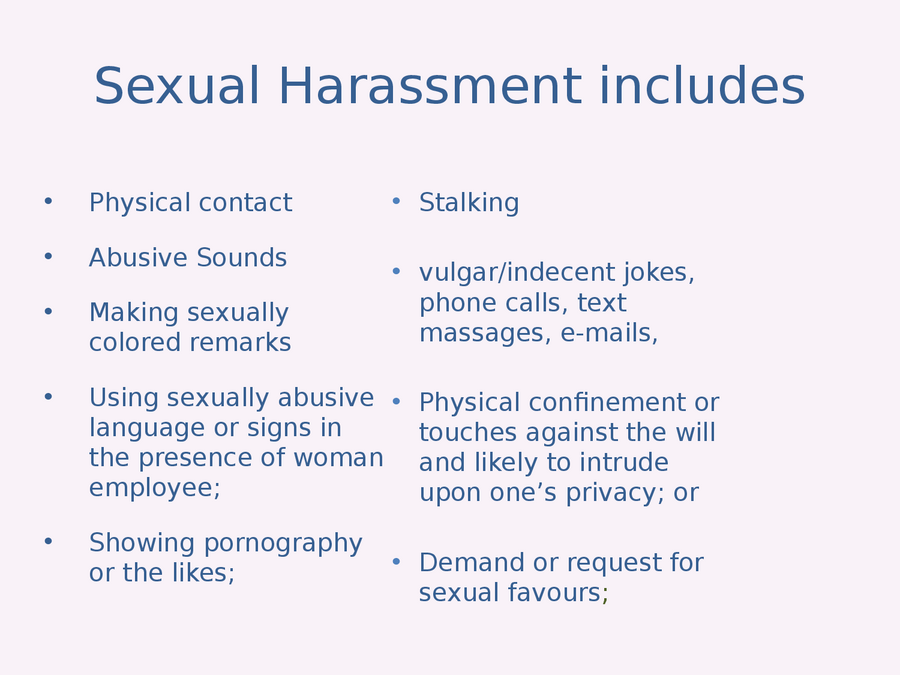 Sexual Harassment includes
• Physical contact
• Abusive Sounds
• Making sexually
colored remarks
• Using sexually abusive
language or signs in
the presence of woman
employee;
• Showing pornography
or the likes;
• Stalking
• vulgar/indecent jokes,
phone calls, text
massages, e-mails,
• Physical confinement or
touches against the will
and likely to intrude
upon one’s privacy; or
• Demand or request for
sexual favours;